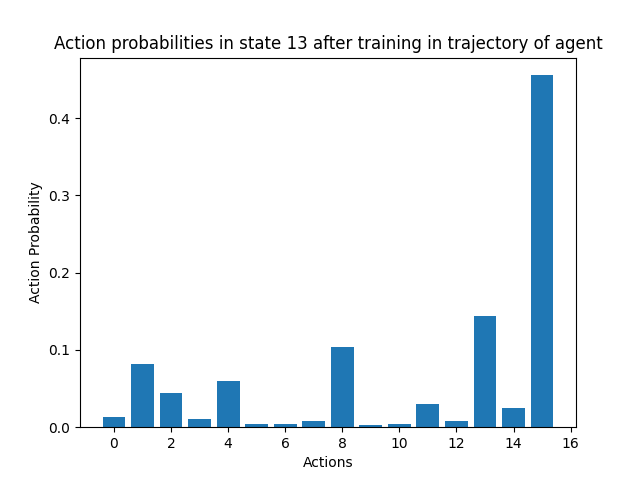 Action probabilities in state 13 after training in trajectory of agent
Action Probability
0.4
0.3
0.2
0.1
0.0
0 2 4 6 8 10 12 14 16
Actions